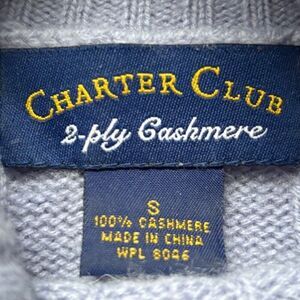 CHARTER CLUB
2-ply Cashmere
S
100% CASHMERE
MADE IN CHINA
WPL 8046